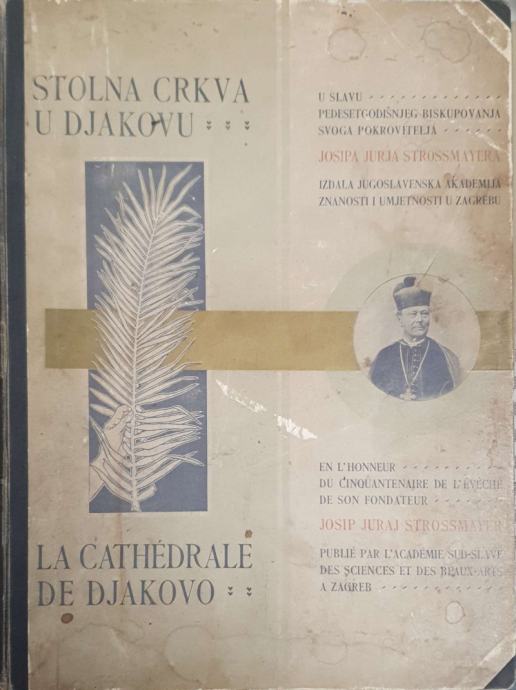 STOLNA CRKVA
U DJAKOVU
U SLAVU
PEDESETGODIŠNJEG BISKUPOVANJA
SVOGA POKROVITELJA
JOSIPA JURJA STROSSMAYERA
IZDALA JUGOSLAVENSKA AKADEMIJA
ZNANOSTI I UMJETNOSTI U ZAGREBU
LA CATHÉDRALE
DE DJAKOVO
EN L'HONNEUR
DU CINQUANTENAIRE DE L'ÉVÊCHÉ
DE SON FONDATEUR
JOSIP JURAJ STROSSMAYER
PUBLIÉ PAR L'ACADÉMIE SUD-SLAVE
DES SCIENCES ET DES BEAUX-ARTS
A ZAGREB